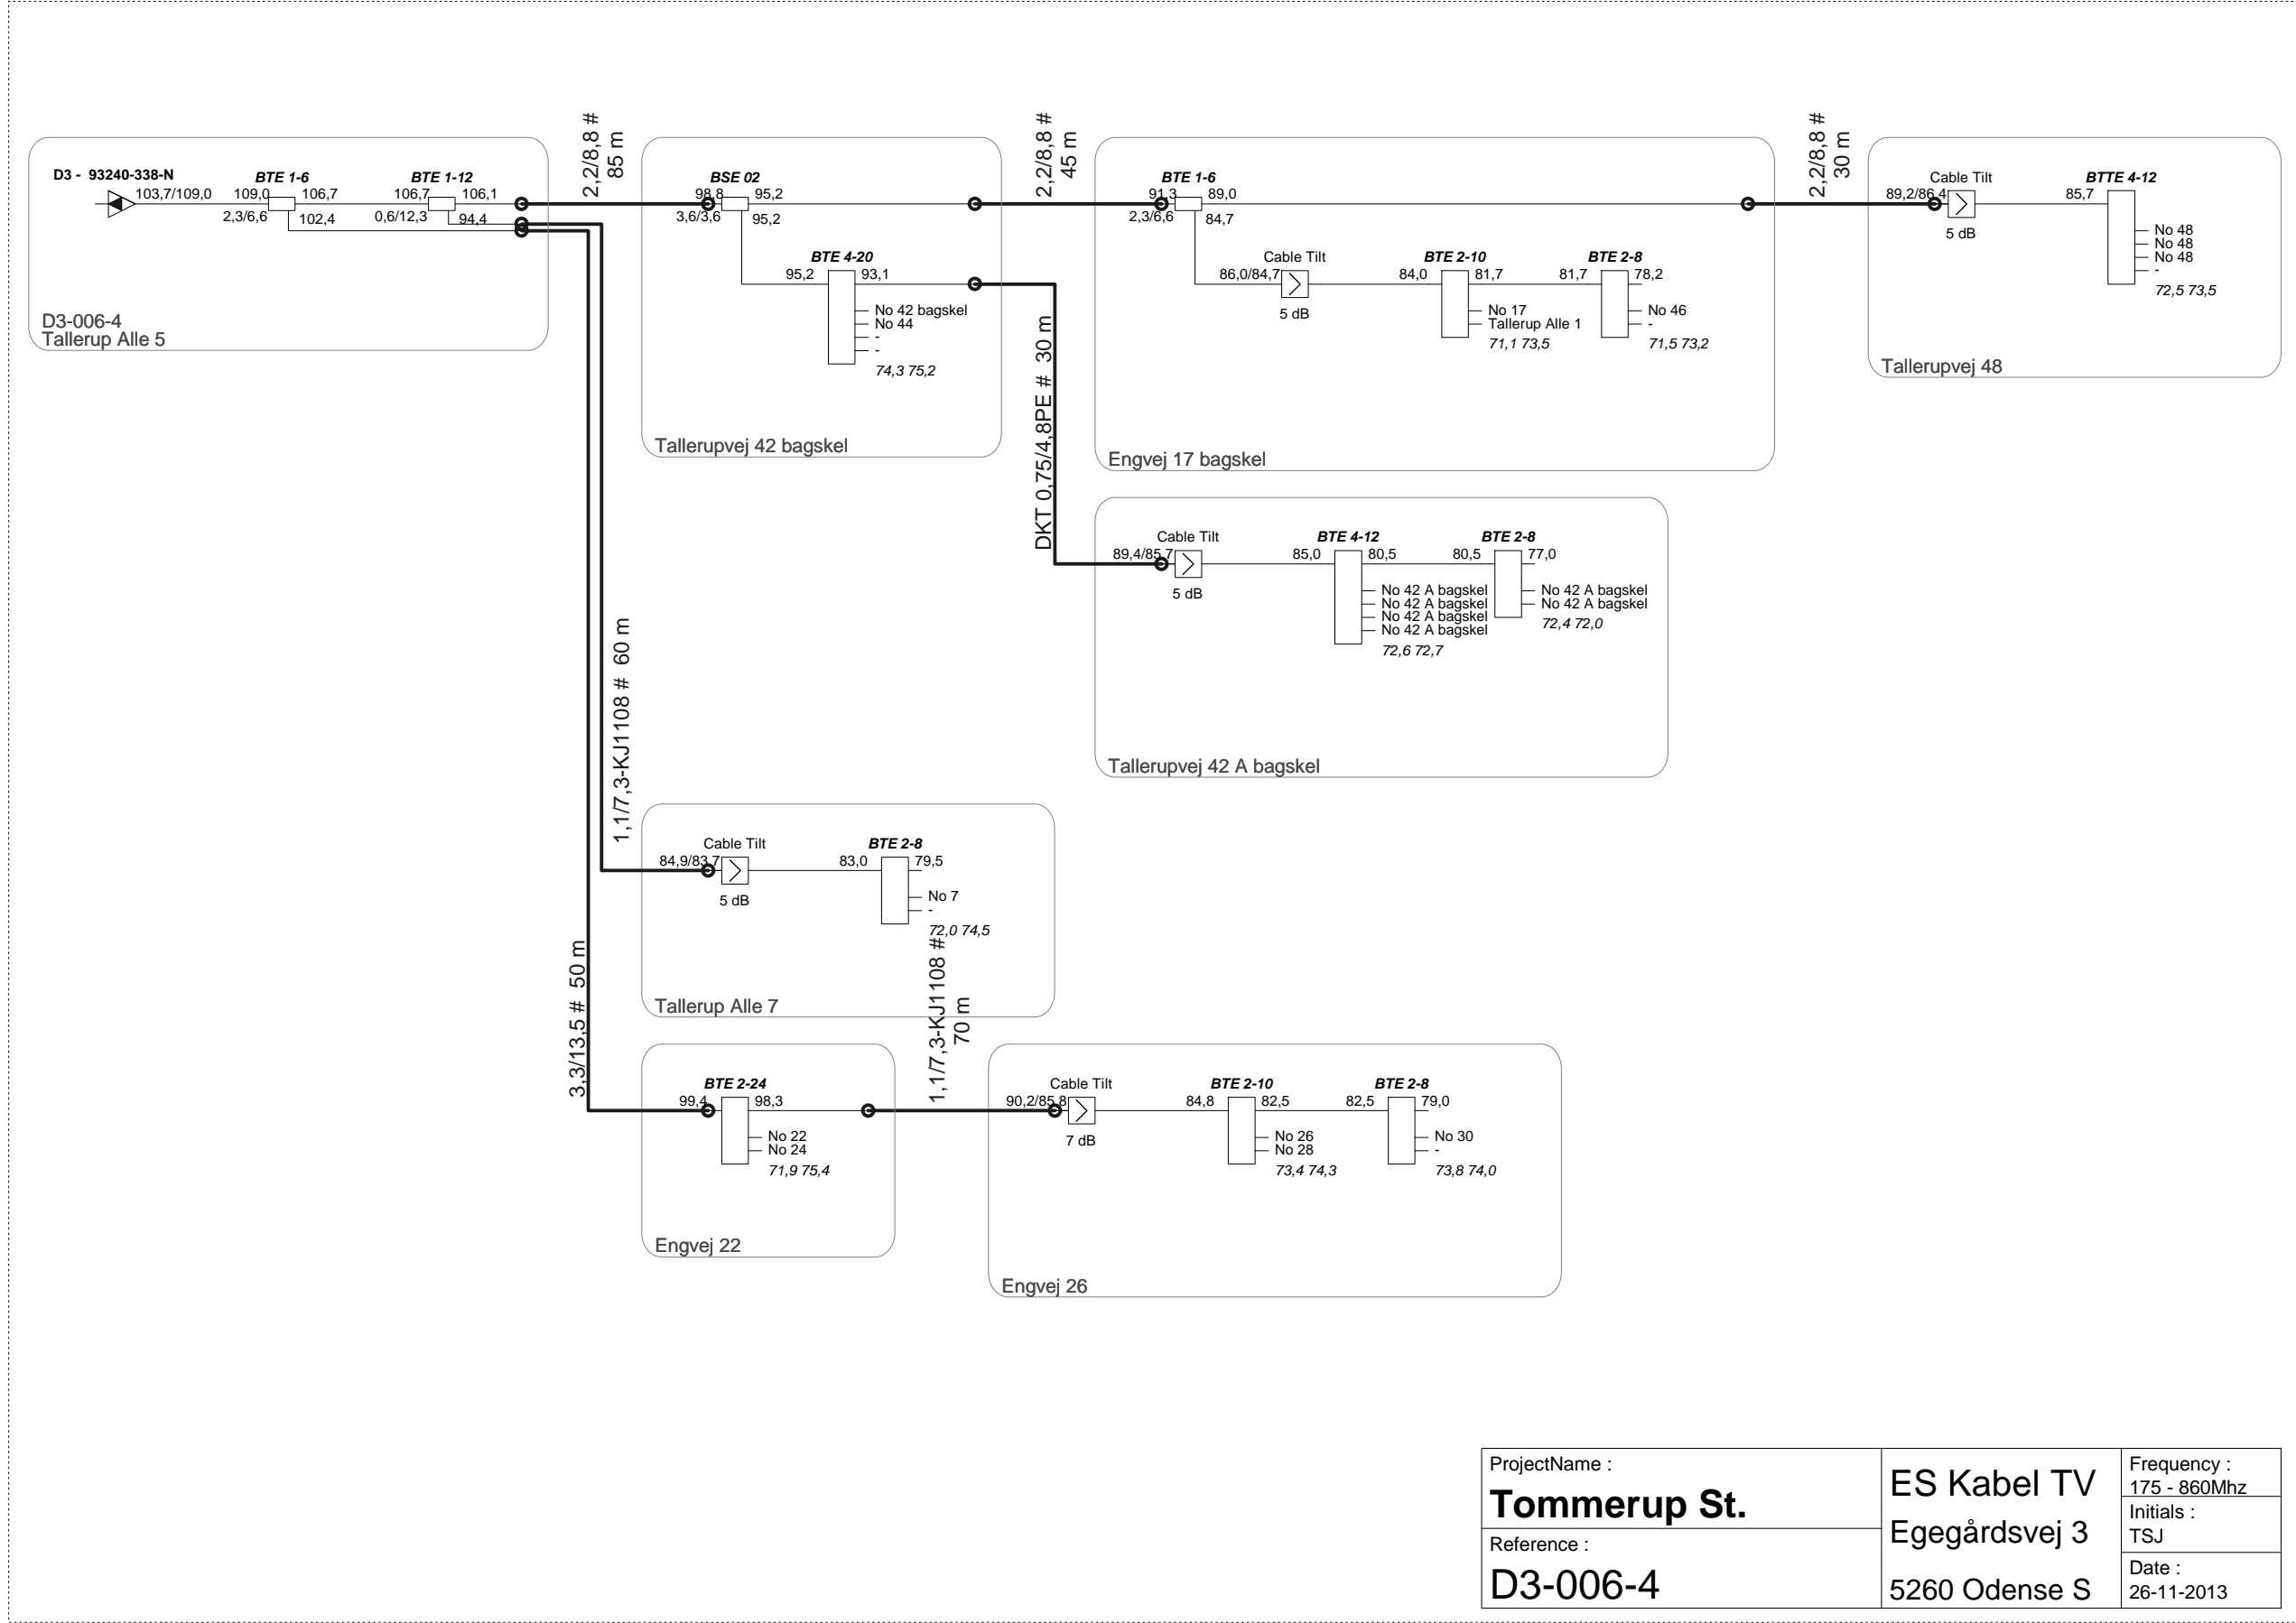 D3 -  93240-338-N
103,7/109,0
BTE 1-6
109,0
106,7
2,3/6,6
102,4
BTE 1-12
106,7
106,1
0,6/12,3
94,4
D3-006-4
Tallerup Alle 5
2,2/8,8 #
85 m
BSE 02
98,8
95,2
3,6/3,6
95,2
BTE 4-20
95,2
93,1
No 42 bagskel
No 44
-
-
74,3 75,2
Tallerupvej 42 bagskel
2,2/8,8 #
45 m
BTE 1-6
91,3
89,0
2,3/6,6
84,7
Cable Tilt
86,0/84,7
5 dB
BTE 2-10
84,0
81,7
No 17
Tallerup Alle 1
71,1 73,5
BTE 2-8
81,7
78,2
No 46
-
71,5 73,2
Engvej 17 bagskel
2,2/8,8 #
30 m
Cable Tilt
89,2/86,4
5 dB
BTTE 4-12
85,7
No 48
No 48
No 48
-
72,5 73,5
Tallerupvej 48
DKT 0,75/4,8PE #  30 m
Cable Tilt
89,4/85,7
5 dB
BTE 4-12
85,0
80,5
No 42 A bagskel
No 42 A bagskel
No 42 A bagskel
No 42 A bagskel
72,6 72,7
BTE 2-8
80,5
77,0
No 42 A bagskel
No 42 A bagskel
72,4 72,0
Tallerupvej 42 A bagskel
1,1/7,3-KJ1108 #  60 m
Cable Tilt
84,9/83,7
5 dB
BTE 2-8
83,0
79,5
No 7
-
72,0 74,5
Tallerup Alle 7
3,3/13,5 #  50 m
BTE 2-24
99,4
98,3
No 22
No 24
71,9 75,4
Engvej 22
1,1/7,3-KJ1108 #
70 m
Cable Tilt
90,2/85,8
7 dB
BTE 2-10
84,8
82,5
No 26
No 28
73,4 74,3
BTE 2-8
82,5
79,0
No 30
-
73,8 74,0
Engvej 26
ProjectName :
Tommerup St.
Reference :
D3-006-4
ES Kabel TV
Egegårdsvej 3
5260 Odense S
Frequency :
175 - 860Mhz
Initials :
TSJ
Date :
26-11-2013